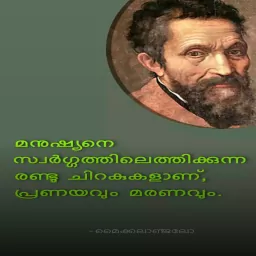 മനുഷ്യനെ
സ്വർഗ്ഗത്തിലെത്തിക്കുന്ന
രണ്ടു ചിറകുകളാണ്,
പ്രണയവും മരണവും.
-മൈക്കലാഞ്ചലോ